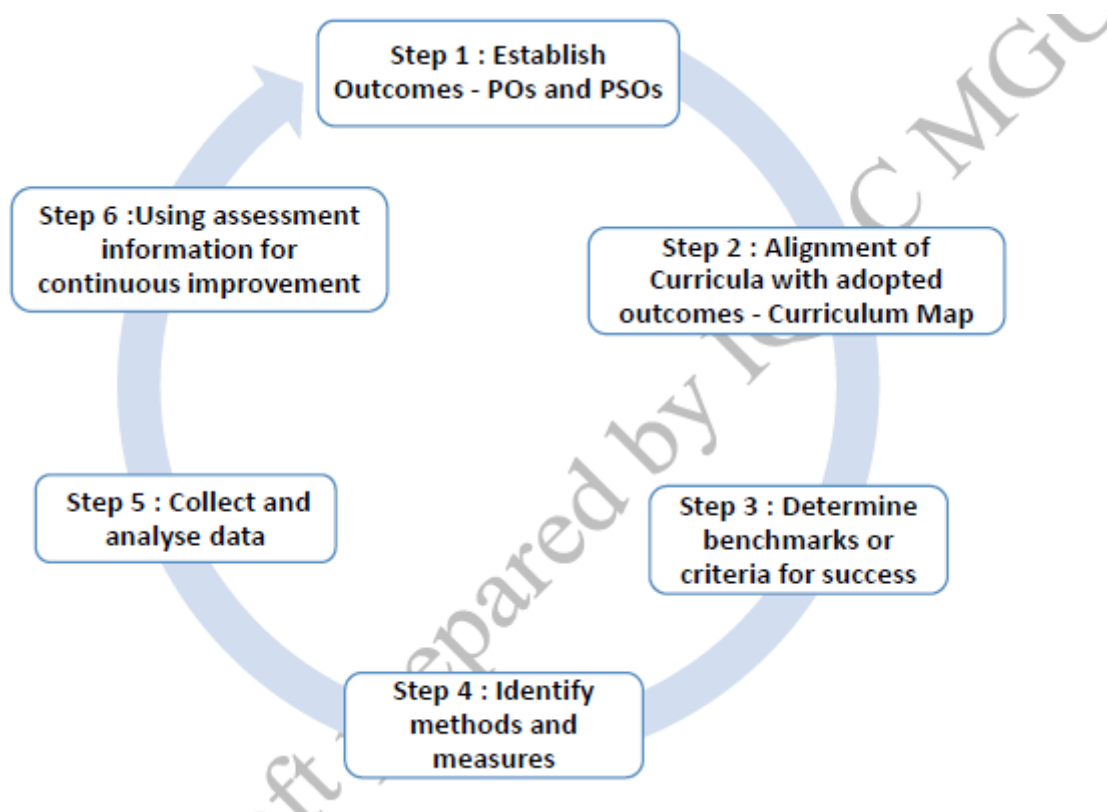 Step 1 : Establish
Outcomes - POs and PSOs
Step 2 : Alignment of
Curricula with adopted
outcomes - Curriculum Map
Step 3 : Determine
benchmarks or
criteria for success
Step 4 : Identify
methods and
measures
Step 5 : Collect and
analyse data
Step 6 :Using assessment
information for
continuous improvement
by